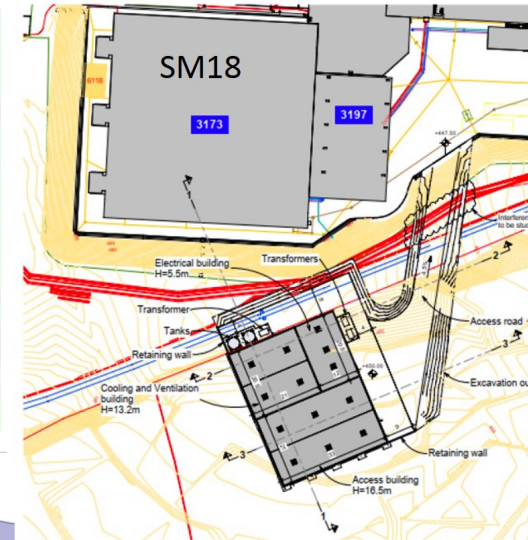 SM18
6118
3173
3197
+447.50
Interferen
to be stud
Electrical building
H=5.5m
Transformers
1
2
Transformer
Access road
Tanks
Retaining wall
3
2
+450.00
Cooling and Ventilation
building
H=13.2m
Excavation ou
3
Retaining wall
Access building
H=16.5m
1